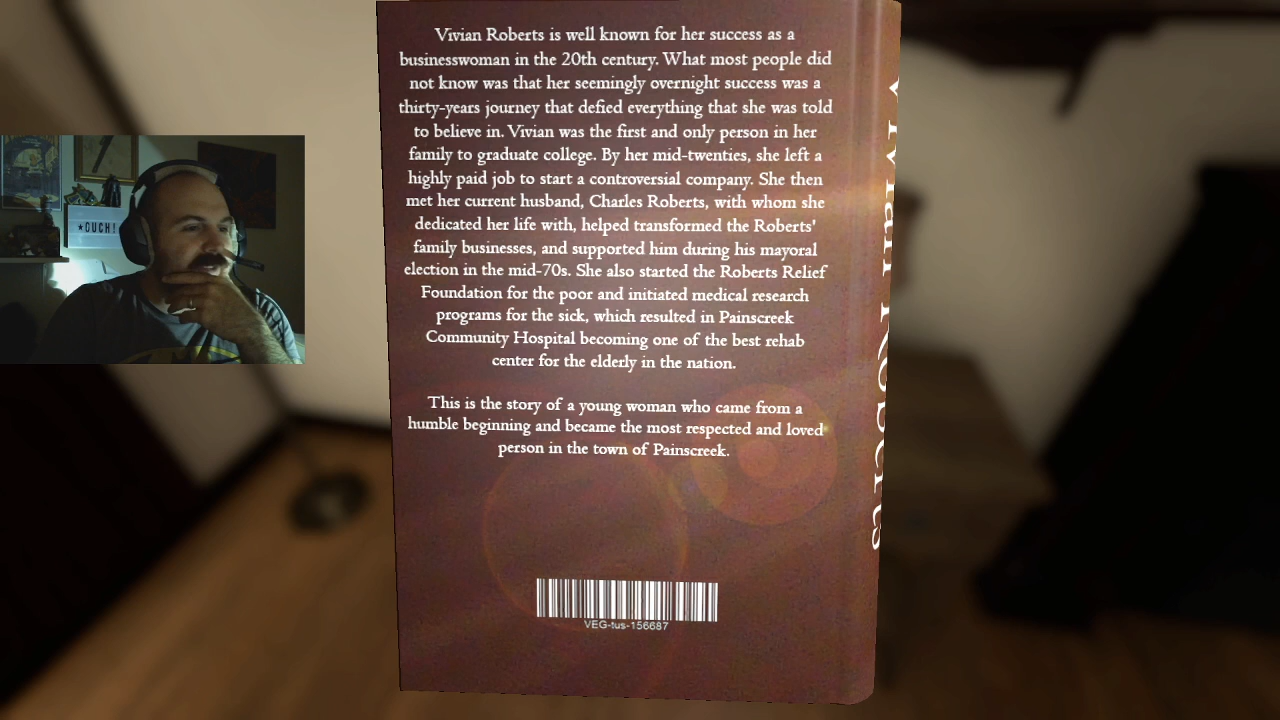 Vivian Roberts is well known for her success as a
businesswoman in the 20th century. What most people did
not know was that her seemingly overnight success was a
thirty-years journey that defied everything that she was told
to believe in. Vivian was the first and only person in her
family to graduate college. By her mid-twenties, she left a
highly paid job to start a controversial company. She then
met her current husband, Charles Roberts, with whom she
dedicated her life with, helped transformed the Roberts'
family businesses, and supported him during his mayoral
election in the mid-70s. She also started the Roberts Relief
Foundation for the poor and initiated medical research
programs for the sick, which resulted in Painscreek
Community Hospital becoming one of the best rehab
center for the elderly in the nation.
This is the story of a young woman who came from a
humble beginning and became the most respected and loved
person in the town of Painscreek.
VEG-tus-156687
Vivian Roberts
*OUCH!